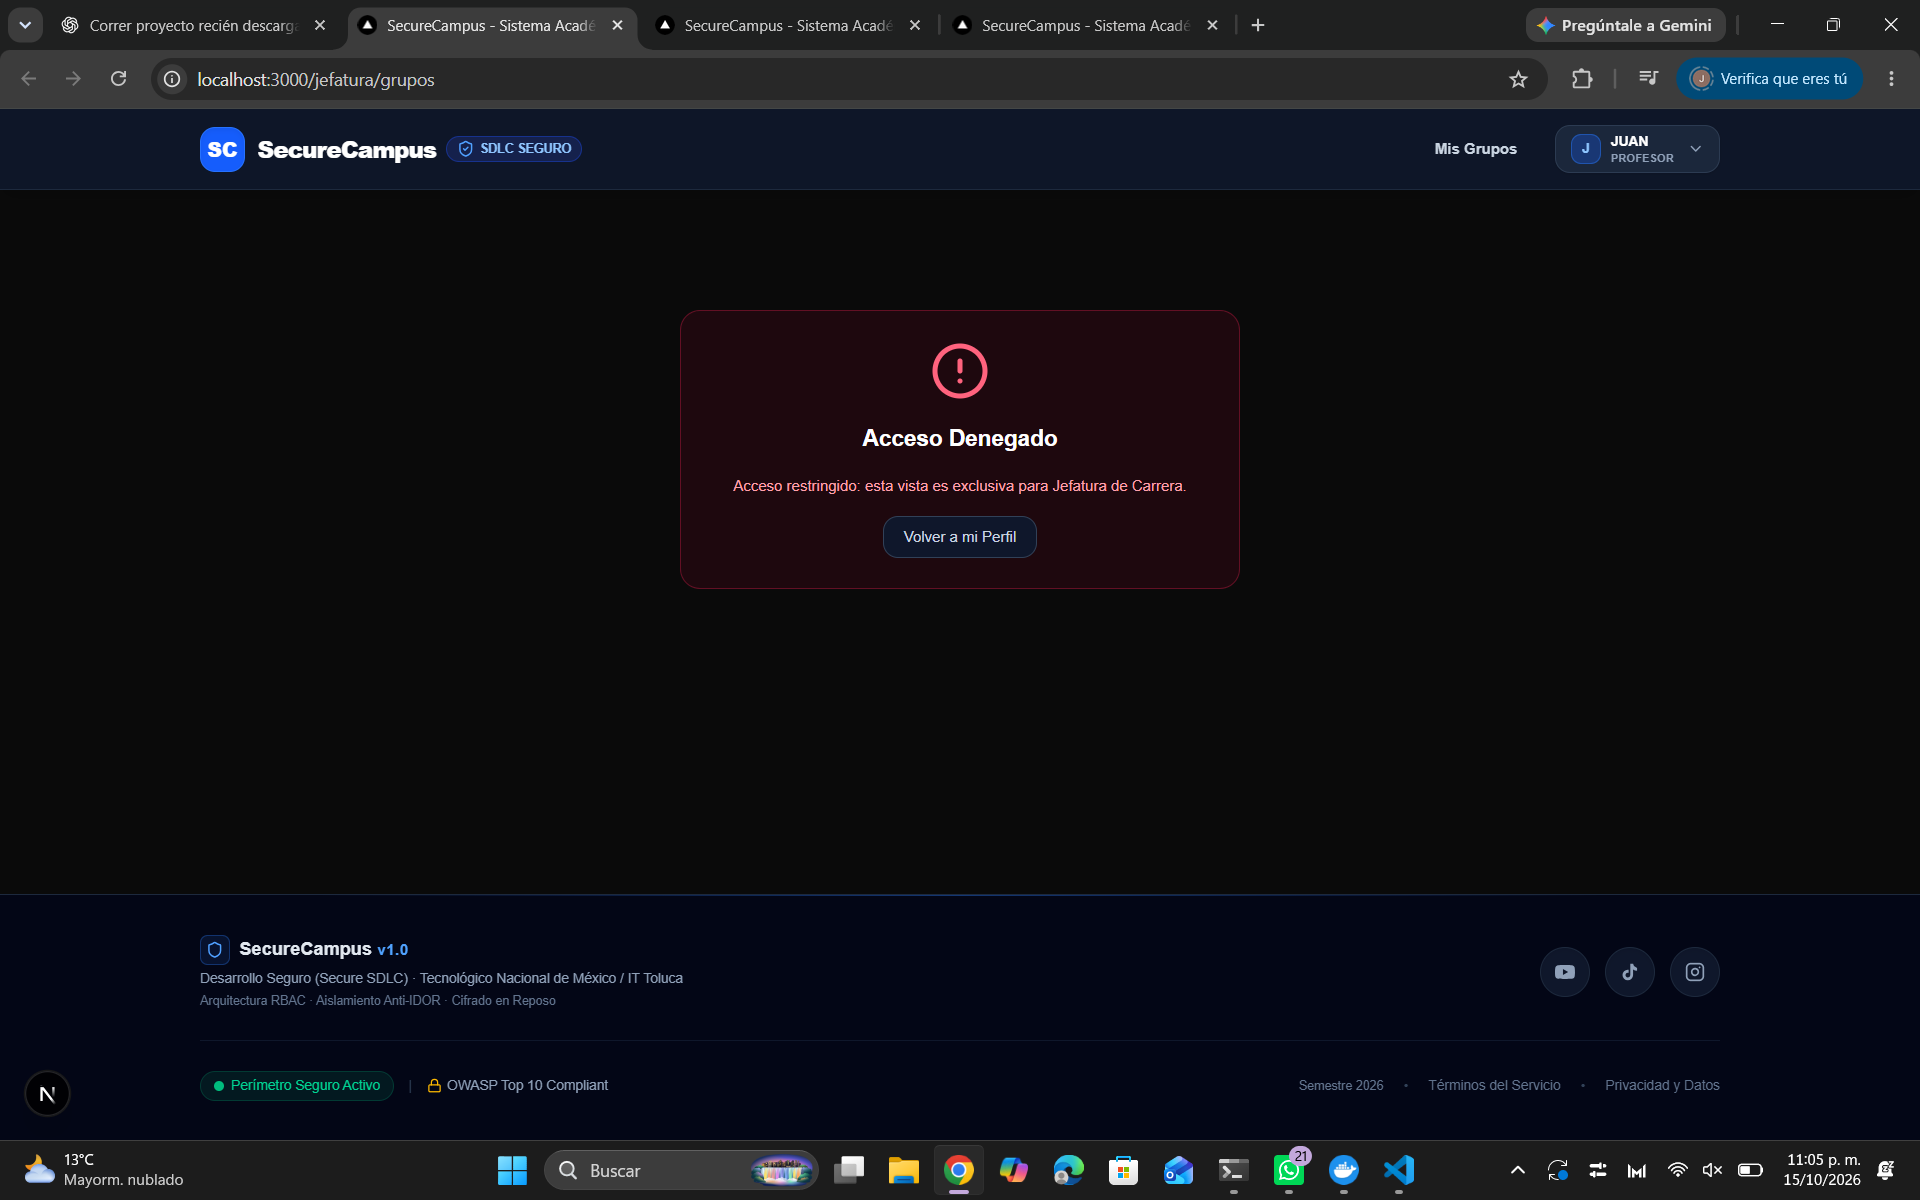 Correr proyecto recién descarga
SecureCampus - Sistema Acadé
SecureCampus - Sistema Acadé
SecureCampus - Sistema Acadé
Pregúntale a Gemini
localhost:3000/jefatura/grupos
J
Verifica que eres tú
SC
SecureCampus
SDLC SEGURO
Mis Grupos
J
JUAN
PROFESOR
Acceso Denegado
Acceso restringido: esta vista es exclusiva para Jefatura de Carrera.
Volver a mi Perfil
SecureCampus v1.0
Desarrollo Seguro (Secure SDLC) · Tecnológico Nacional de México / IT Toluca
Arquitectura RBAC · Aislamiento Anti-IDOR · Cifrado en Reposo
N
Perímetro Seguro Activo
|
OWASP Top 10 Compliant
Semestre 2026 • Términos del Servicio • Privacidad y Datos
13°C
Mayorm. nublado
Buscar
21
11:05 p. m.
15/10/2026